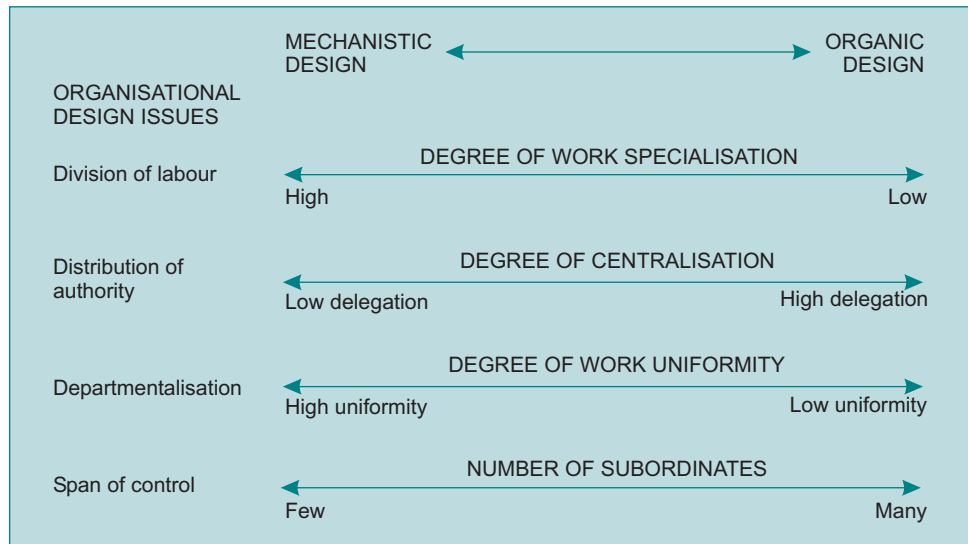 MECHANISTIC
DESIGN
ORGANIC
DESIGN
ORGANISATIONAL
DESIGN ISSUES
Division of labour
DEGREE OF WORK SPECIALISATION
High
Low
Distribution of
authority
DEGREE OF CENTRALISATION
Low delegation
High delegation
Departmentalisation
DEGREE OF WORK UNIFORMITY
High uniformity
Low uniformity
Span of control
NUMBER OF SUBORDINATES
Few
Many